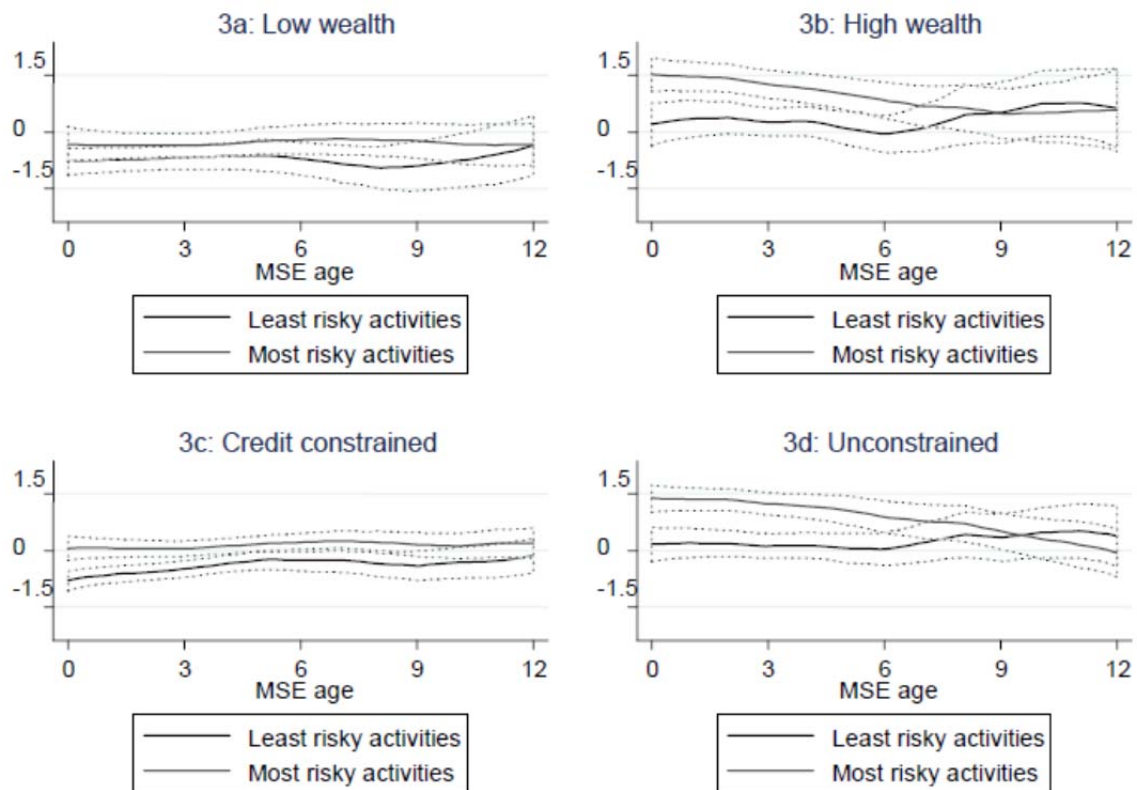 3a: Low wealth
1.5
0
-1.5
0 3 6 9 12
MSE age
Least risky activities
Most risky activities
3b: High wealth
1.5
0
-1.5
0 3 6 9 12
MSE age
Least risky activities
Most risky activities
3c: Credit constrained
1.5
0
-1.5
0 3 6 9 12
MSE age
Least risky activities
Most risky activities
3d: Unconstrained
1.5
0
-1.5
0 3 6 9 12
MSE age
Least risky activities
Most risky activities